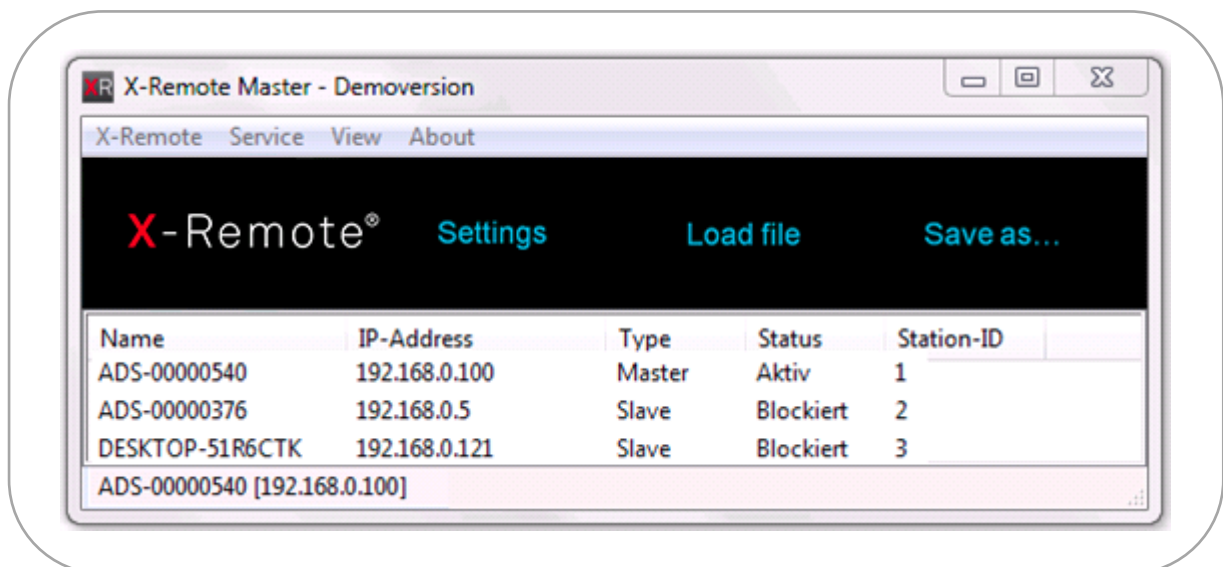 XR X-Remote Master - Demoversion
X-Remote Service View About
X-Remote® Settings Load file Save as...
Name IP-Address Type Status Station-ID
ADS-00000540 192.168.0.100 Master Aktiv 1
ADS-00000376 192.168.0.5 Slave Blockiert 2
DESKTOP-51R6CTK 192.168.0.121 Slave Blockiert 3
ADS-00000540 [192.168.0.100]